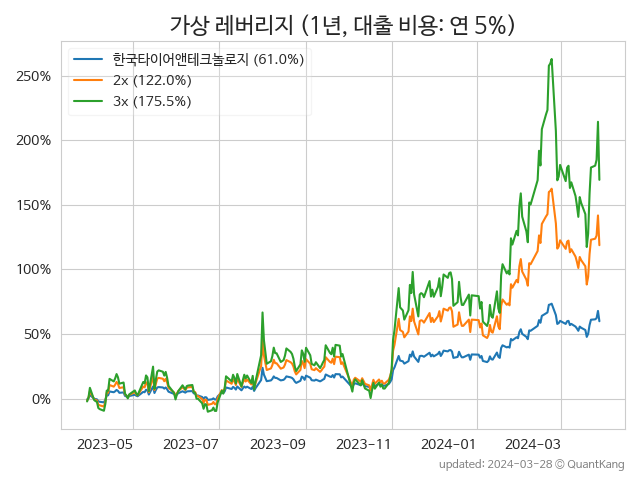 가상 레버리지 (1년, 대출 비용: 연 5%)
한국타이어앤테크놀로지 (61.0%)
2x (122.0%)
3x (175.5%)
250%
200%
150%
100%
50%
0%
2023-05 2023-07 2023-09 2023-11 2024-01 2024-03
updated: 2024-03-28 © QuantKang